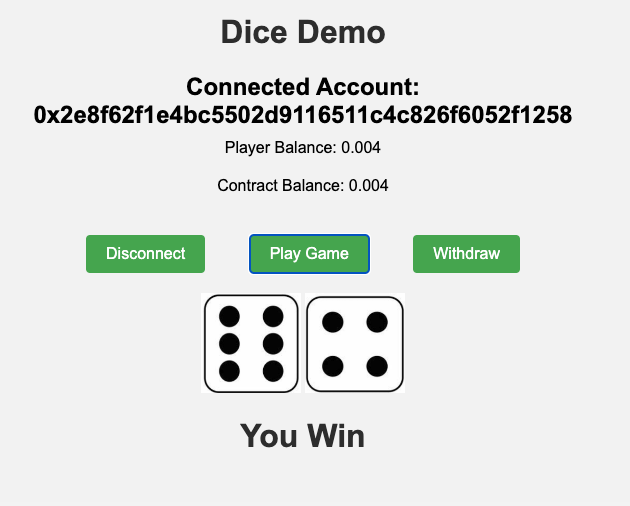 Dice Demo
Connected Account:
0x2e8f62f1e4bc5502d9116511c4c826f6052f1258
Player Balance: 0.004
Contract Balance: 0.004
Disconnect
Play Game
Withdraw
You Win